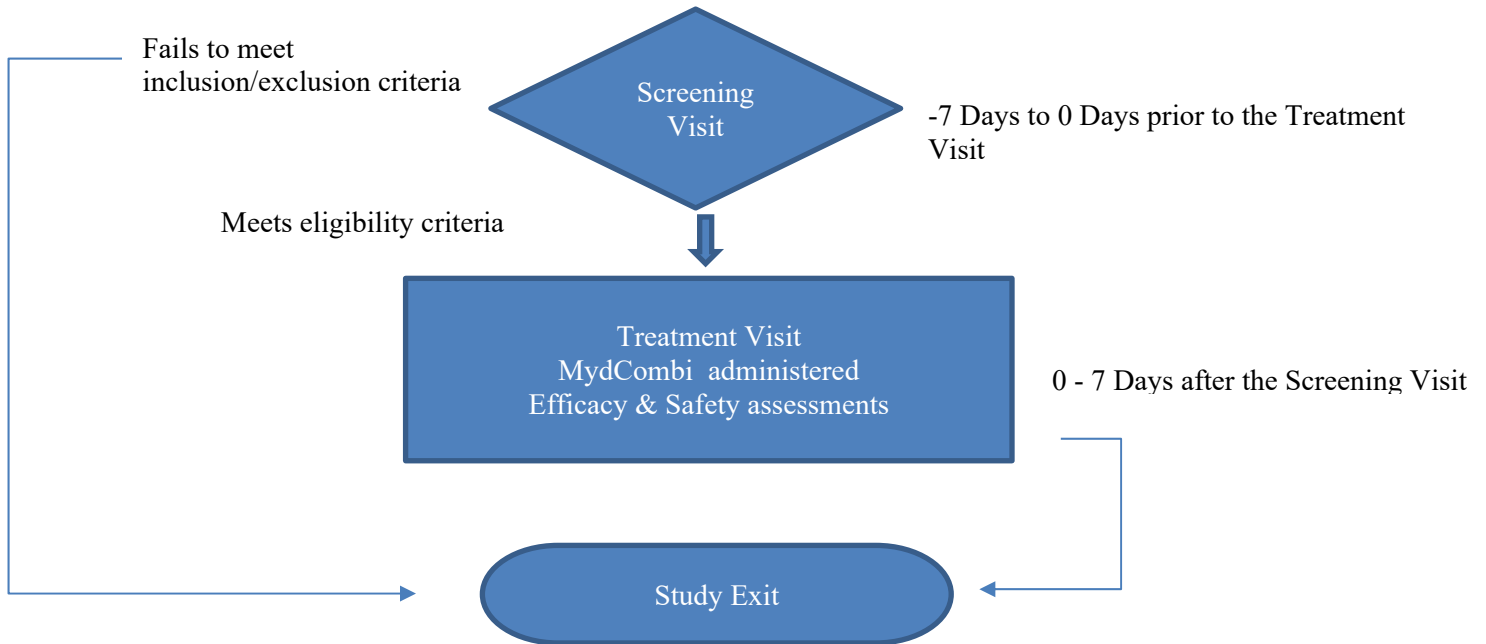 Fails to meet
inclusion/exclusion criteria
Screening
Visit
-7 Days to 0 Days prior to the Treatment
Visit
Meets eligibility criteria
Treatment Visit
MydCombi  administered
Efficacy & Safety assessments
0 - 7 Days after the Screening Visit
Study Exit